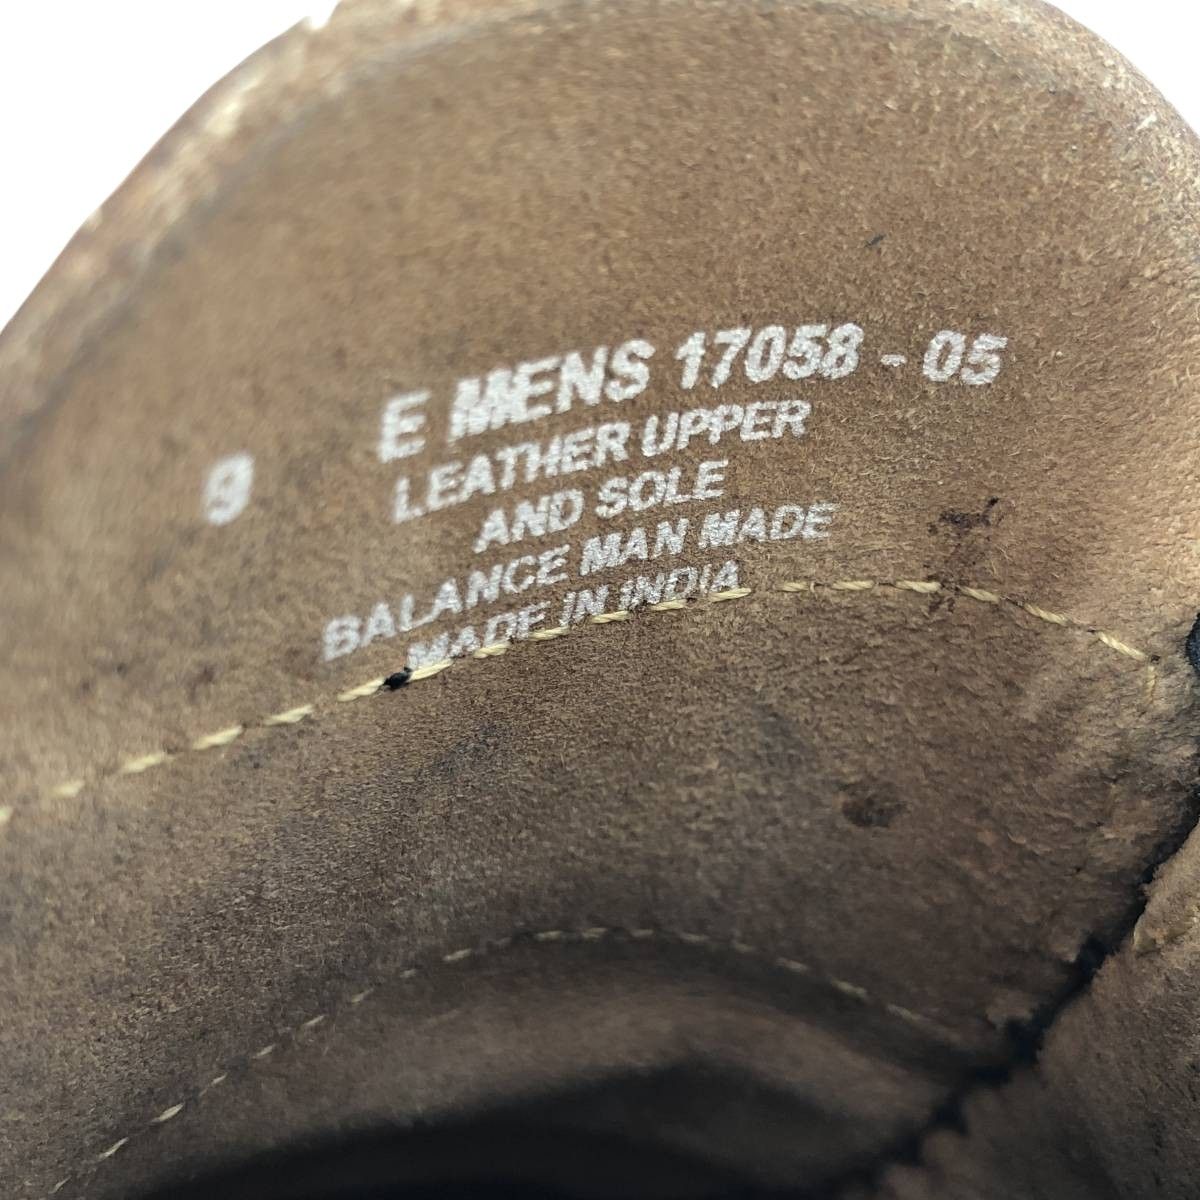 9 E MENS 17058 - 05
LEATHER UPPER
AND SOLE
BALANCE MAN MADE
MADE IN INDIA